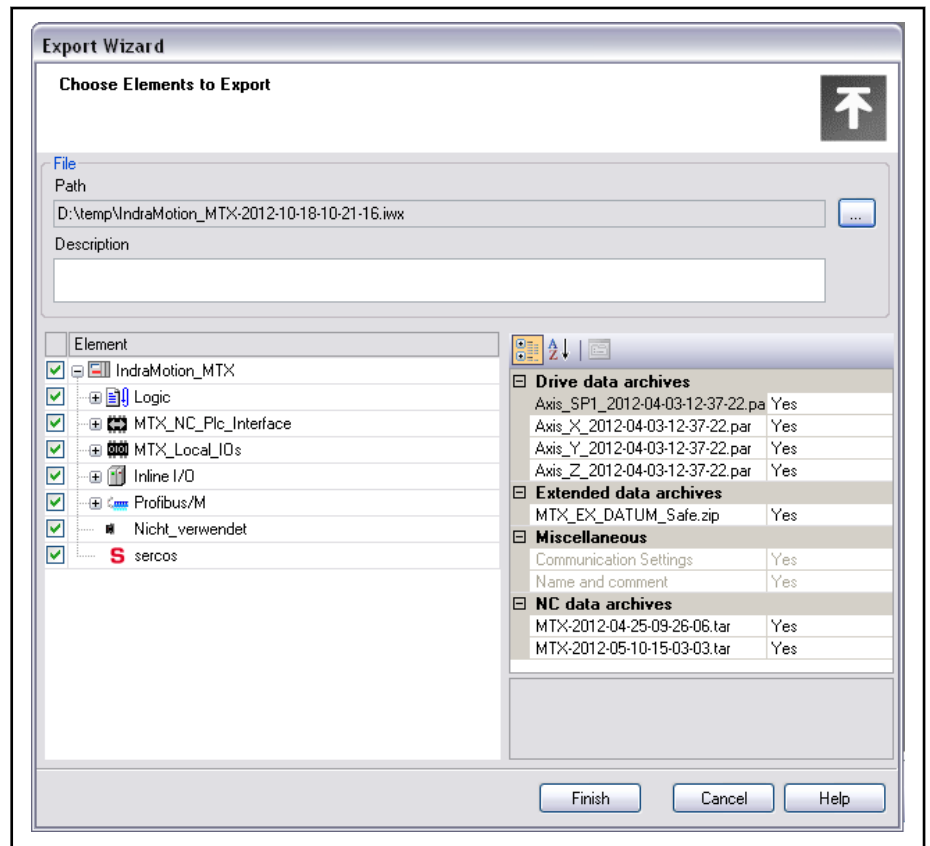 Export Wizard
Choose Elements to Export
File
Path
D:\temp\IndraMotion_MTX-2012-10-18-10-21-16.iwx
...
Description
Element
IndraMotion_MTX
Logic
MTX_NC_Plc_Interface
MTX_Local_IOs
Inline I/O
Profibus/M
Nicht_verwendet
S sercos
Drive data archives
Axis_SP1_2012-04-03-12-37-22.pa Yes
Axis_X_2012-04-03-12-37-22.par Yes
Axis_Y_2012-04-03-12-37-22.par Yes
Axis_Z_2012-04-03-12-37-22.par Yes
Extended data archives
MTX_EX_DATUM_Safe.zip Yes
Miscellaneous
Communication Settings Yes
Name and comment Yes
NC data archives
MTX-2012-04-25-09-26-06.tar Yes
MTX-2012-05-10-15-03-03.tar Yes
Finish Cancel Help